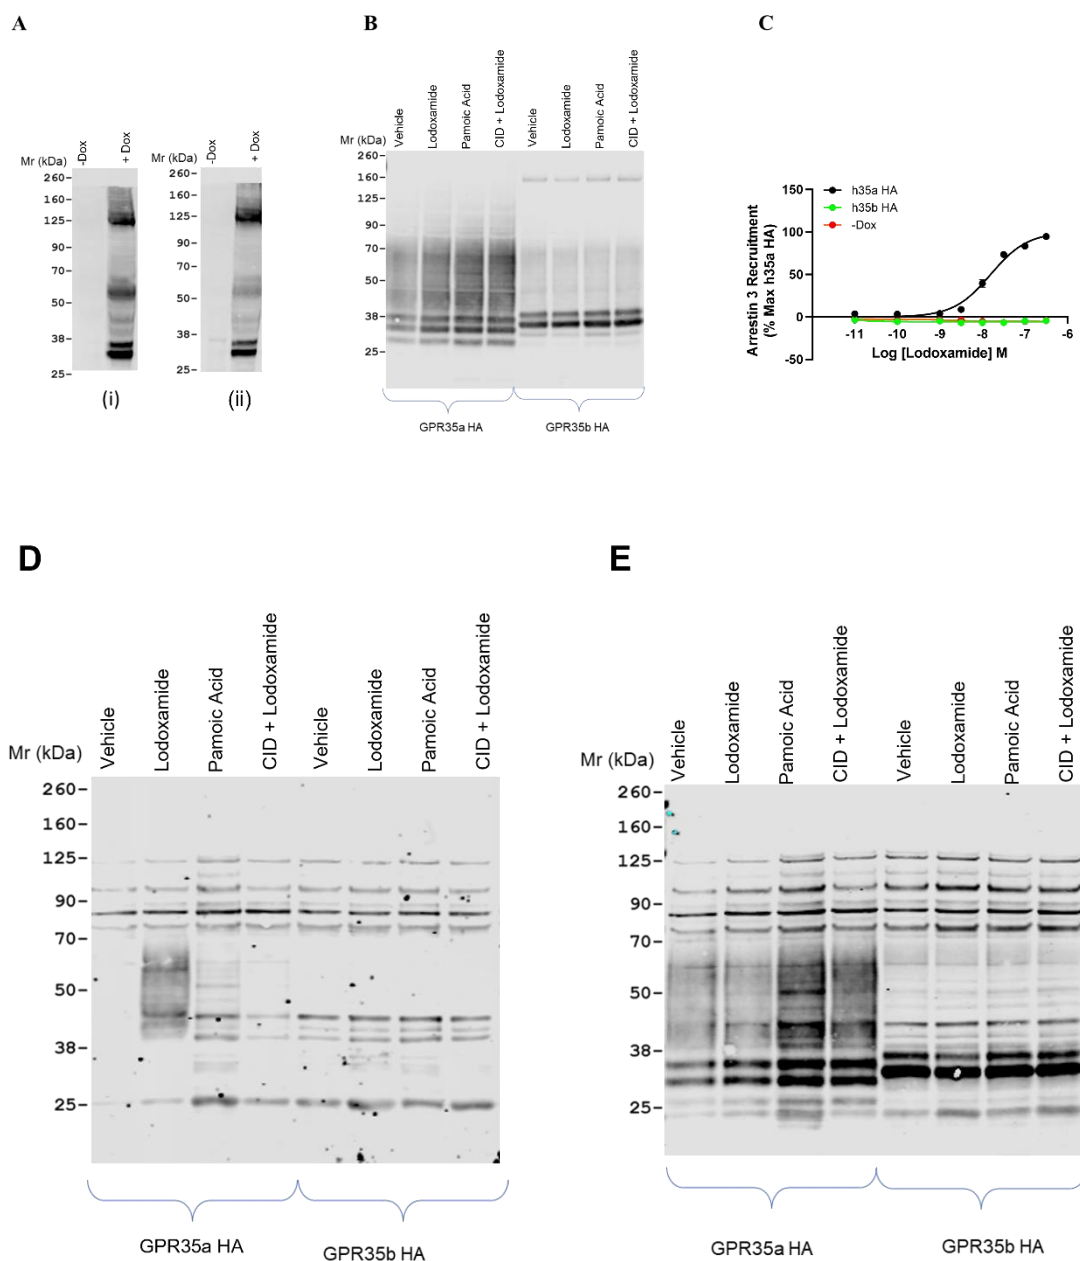 A
-Dox
+ Dox
Mr (kDa)
260
160
125
90
70
50
38
25
(i)
-Dox
+ Dox
Mr (kDa)
260
160
125
90
70
50
38
25
(ii)
B
Vehicle
Lodoxamide
Pamoic Acid
CID + Lodoxamide
Vehicle
Lodoxamide
Pamoic Acid
CID + Lodoxamide
Mr (kDa)
260
160
125
90
70
50
38
25
GPR35a HA
GPR35b HA
C
h35a HA
h35b HA
-Dox
Arrestin 3 Recruitment
(% Max h35a HA)
150
100
50
0
-50
-11
-10
-9
-8
-7
-6
Log [Lodoxamide] M
D
Vehicle
Lodoxamide
Pamoic Acid
CID + Lodoxamide
Vehicle
Lodoxamide
Pamoic Acid
CID + Lodoxamide
Mr (kDa)
260
160
125
90
70
50
38
25
GPR35a HA
GPR35b HA
E
Vehicle
Lodoxamide
Pamoic Acid
CID + Lodoxamide
Vehicle
Lodoxamide
Pamoic Acid
CID + Lodoxamide
Mr (kDa)
260
160
125
90
70
50
38
25
GPR35a HA
GPR35b HA